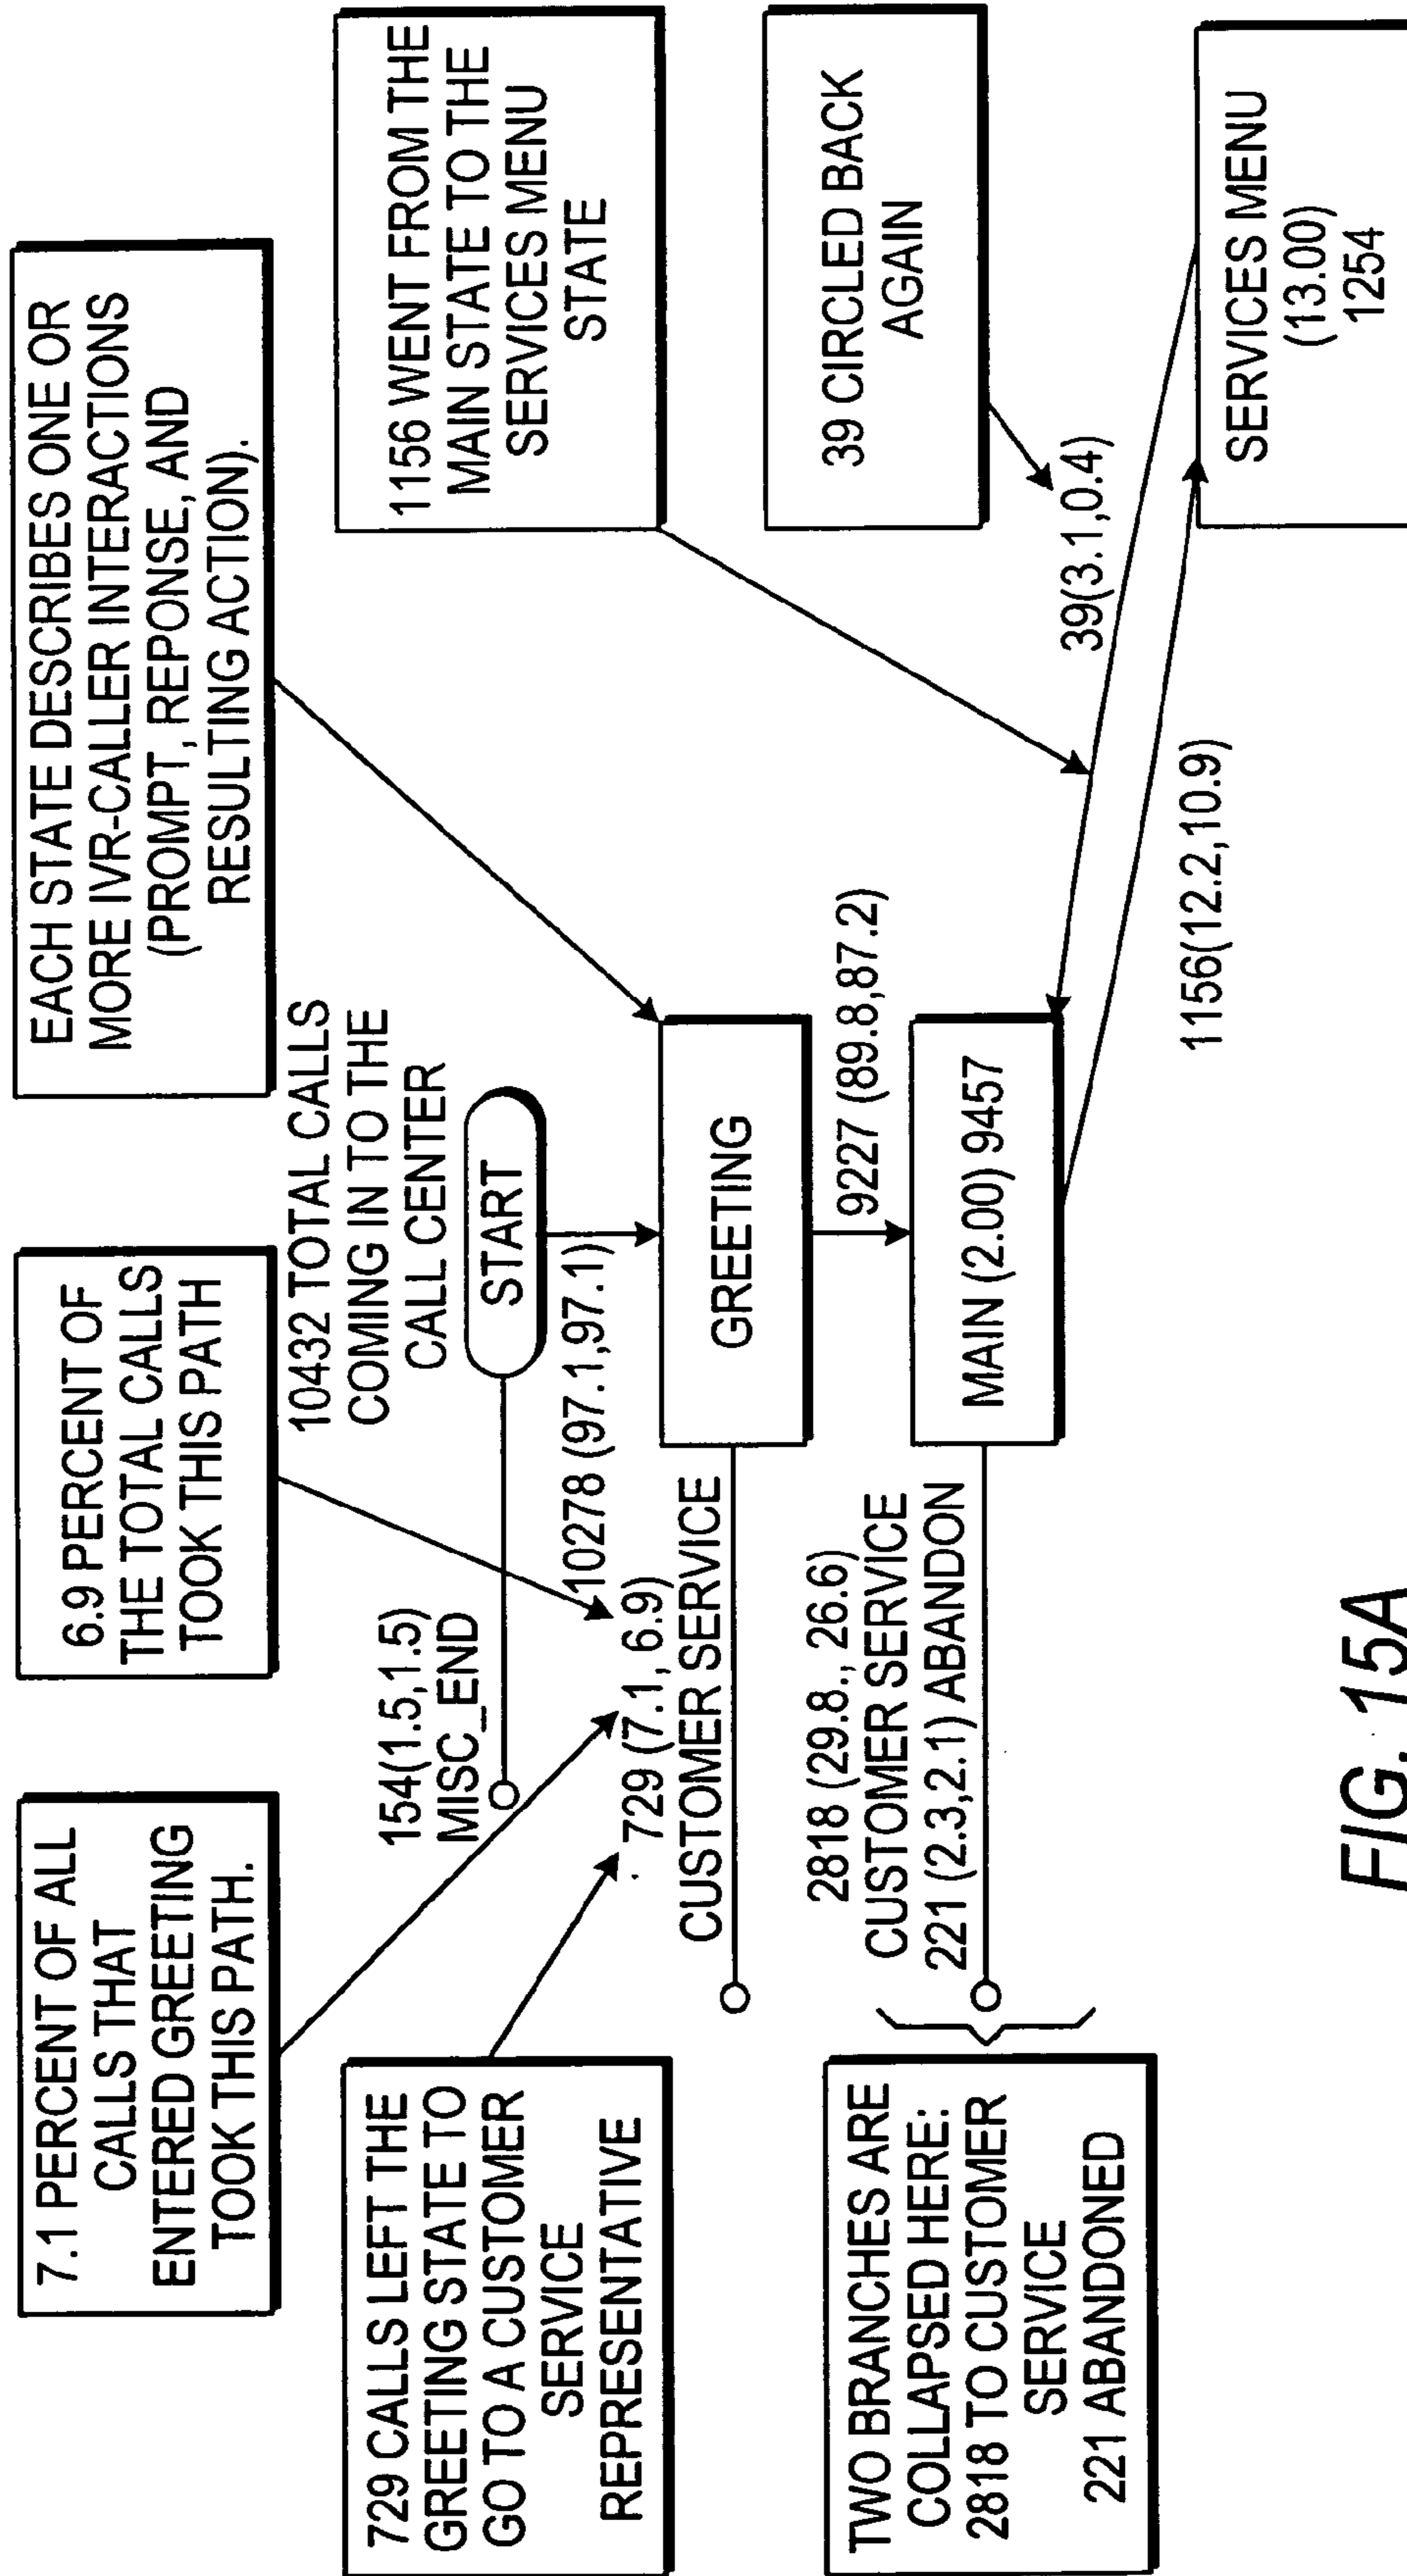 7.1 PERCENT OF ALL
CALLS THAT
ENTERED GREETING
TOOK THIS PATH.
6.9 PERCENT OF
THE TOTAL CALLS
TOOK THIS PATH
EACH STATE DESCRIBES ONE OR
MORE IVR-CALLER INTERACTIONS
(PROMPT, REPONSE, AND
RESULTING ACTION).
10432 TOTAL CALLS
COMING IN TO THE
CALL CENTER
START
154(1.5,1.5)
MISC_END
10278 (97.1,97.1)
729 CALLS LEFT THE
GREETING STATE TO
GO TO A CUSTOMER
SERVICE
REPRESENTATIVE
729 (7.1, 6.9)
CUSTOMER SERVICE
GREETING
1156 WENT FROM THE
MAIN STATE TO THE
SERVICES MENU
STATE
9227 (89.8,87.2)
TWO BRANCHES ARE
COLLAPSED HERE:
2818 TO CUSTOMER
SERVICE
221 ABANDONED
2818 (29.8., 26.6)
CUSTOMER SERVICE
221 (2.3,2.1) ABANDON
MAIN (2.00) 9457
39 CIRCLED BACK
AGAIN
39(3.1,0.4)
1156(12.2,10.9)
SERVICES MENU
(13.00)
1254
FIG. 15A